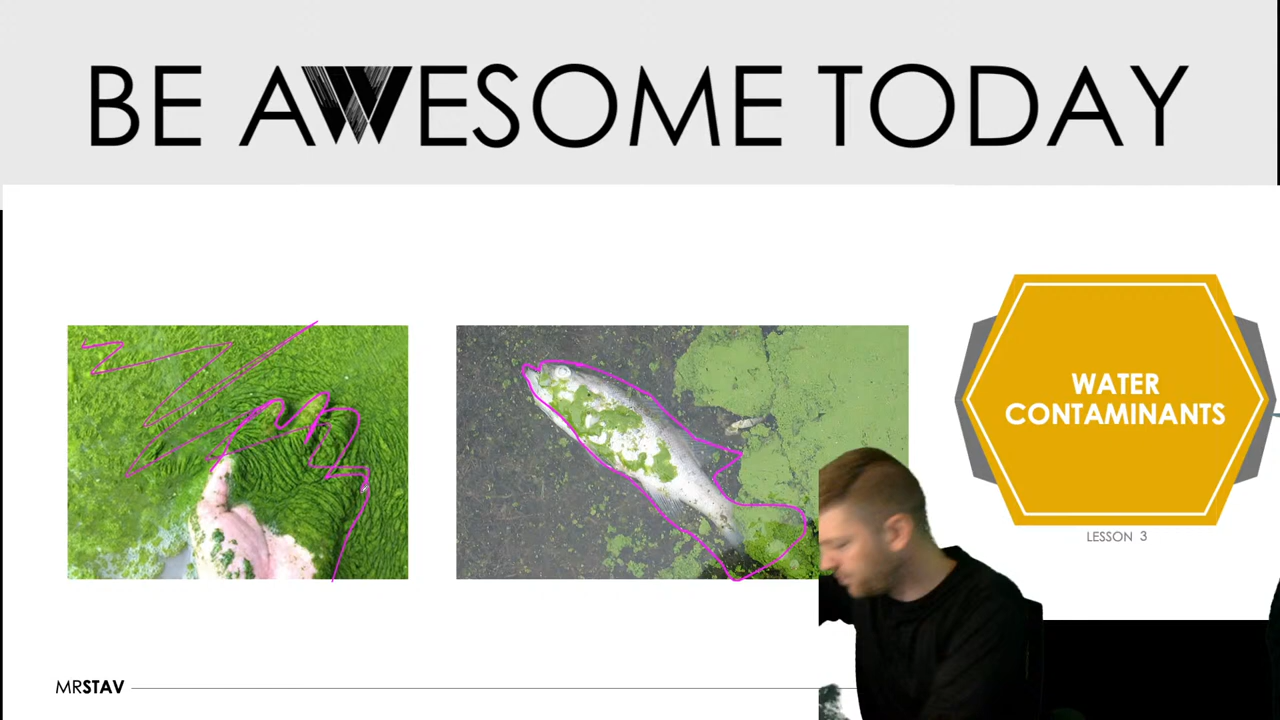 BE AWESOME TODAY
WATER
CONTAMINANTS
LESSON 3
MRSTAV